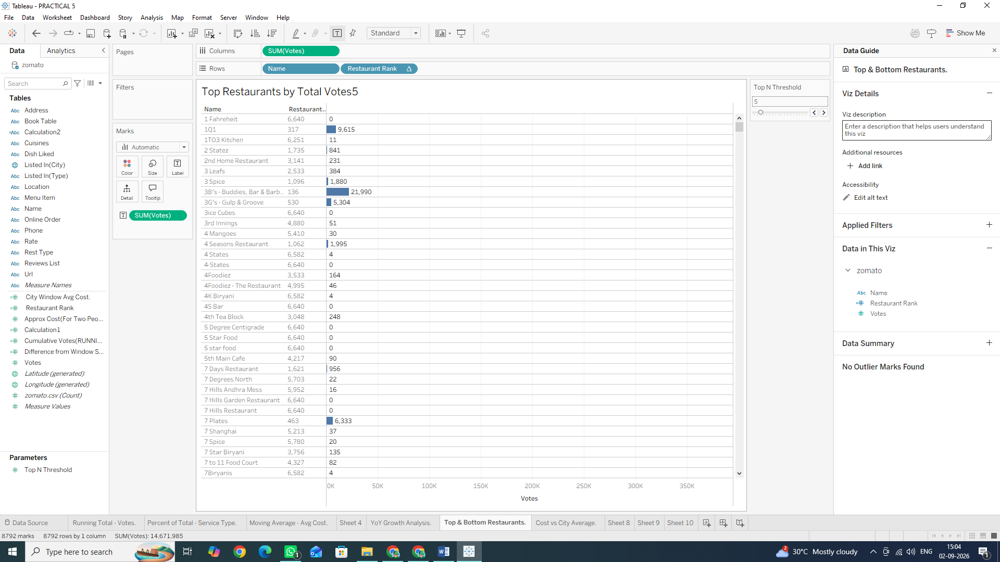 Tableau - PRACTICAL 5
File Data Worksheet Dashboard Story Analysis Map Format Server Window Help
Standard
Show Me
Data Analytics
zomato
Search
Tables
Abc Address
Abc Book Table
=Abc Calculation2
Abc Cuisines
Abc Dish Liked
Listed In(City)
Abc Listed In(Type)
Abc Location
Abc Menu Item
Abc Name
Abc Online Order
Abc Phone
Abc Rate
Abc Rest Type
Abc Reviews List
Abc Url
Abc Measure Names
=# City Window Avg Cost.
=# Restaurant Rank
# Approx Cost(For Two Peo...
=# Calculation1
=# Cumulative Votes(RUNNI...
=# Difference from Window S...
# Votes
Latitude (generated)
Longitude (generated)
# zomato.csv (Count)
# Measure Values
Parameters
# Top N Threshold
Pages
Filters
Marks
Automatic
Color Size Label
Detail Tooltip
SUM(Votes)
Columns SUM(Votes)
Rows Name Restaurant Rank Δ
Top Restaurants by Total Votes5
Name Restaurant..
1 Fahreheit 6,640 0
1Q1 317 9,615
1TO3 Kitchen 6,251 11
2 Statez 1,735 841
2nd Home Restaurant 3,141 231
3 Leafs 2,533 384
3 Spice 1,096 1,880
3B's - Buddies, Bar & Barb.. 136 21,990
3G's - Gulp & Groove 530 5,304
3ice Cubes 6,640 0
3rd Innings 4,880 51
4 Mangoes 5,410 30
4 Seasons Restaurant 1,062 1,995
4 States 6,582 4
4-States 6,640 0
4Foodiez 3,533 164
4Foodiez - The Restaurant 4,995 46
4K Biryani 6,582 4
4S Bar 6,640 0
4th Tea Block 3,048 248
5 Degree Centigrade 6,640 0
5 Star Food 6,640 0
5 star food 6,640 0
5th Main Cafe 4,217 90
7 Days Restaurant 1,621 956
7 Degrees North 5,703 22
7 Hills Andhra Mess 5,952 16
7 Hills Garden Restaurant 6,640 0
7 Hills Restaurant 6,640 0
7 Plates 463 6,333
7 Shanghai 5,213 37
7 Spice 5,780 20
7 Star Biryani 3,756 135
7 to 11 Food Court 4,327 82
7Biryanis 6,582 4
0K 50K 100K 150K 200K 250K 300K 350K
Votes
Top N Threshold
5
Data Guide
Top & Bottom Restaurants.
Viz Details
Viz description
Enter a description that helps users understand
this viz
Additional resources
Add link
Accessibility
Edit alt text
Applied Filters
Data in This Viz
zomato
Abc Name
=# Restaurant Rank
# Votes
Data Summary
No Outlier Marks Found
Data Source Running Total - Votes. Percent of Total - Service Type. Moving Average - Avg Cost. Sheet 4 YoY Growth Analysis. Top & Bottom Restaurants. Cost vs City Average. Sheet 8 Sheet 9 Sheet 10
8792 marks 8792 rows by 1 column SUM(Votes): 14,671,985
Type here to search
1
2 30°C Mostly cloudy ENG 15:04
02-09-2026
1